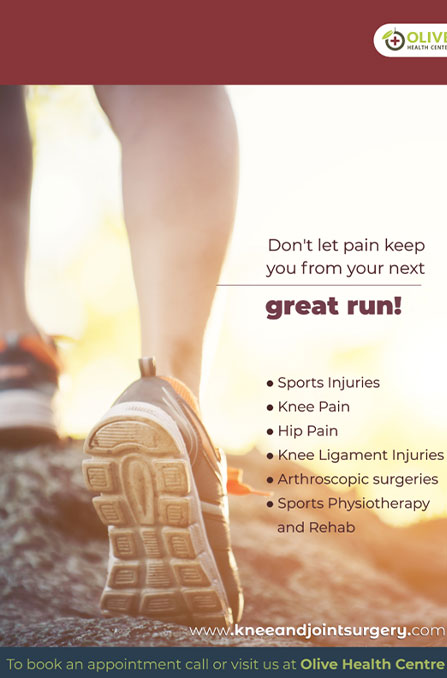 OLIVE
HEALTH CENTE
Don't let pain keep
you from your next
great run!
● Sports Injuries
● Knee Pain
● Hip Pain
● Knee Ligament Injuries
● Arthroscopic surgeries
● Sports Physiotherapy
and Rehab
www.kneeandjointsurgery.com
To book an appointment call or visit us at Olive Health Centre